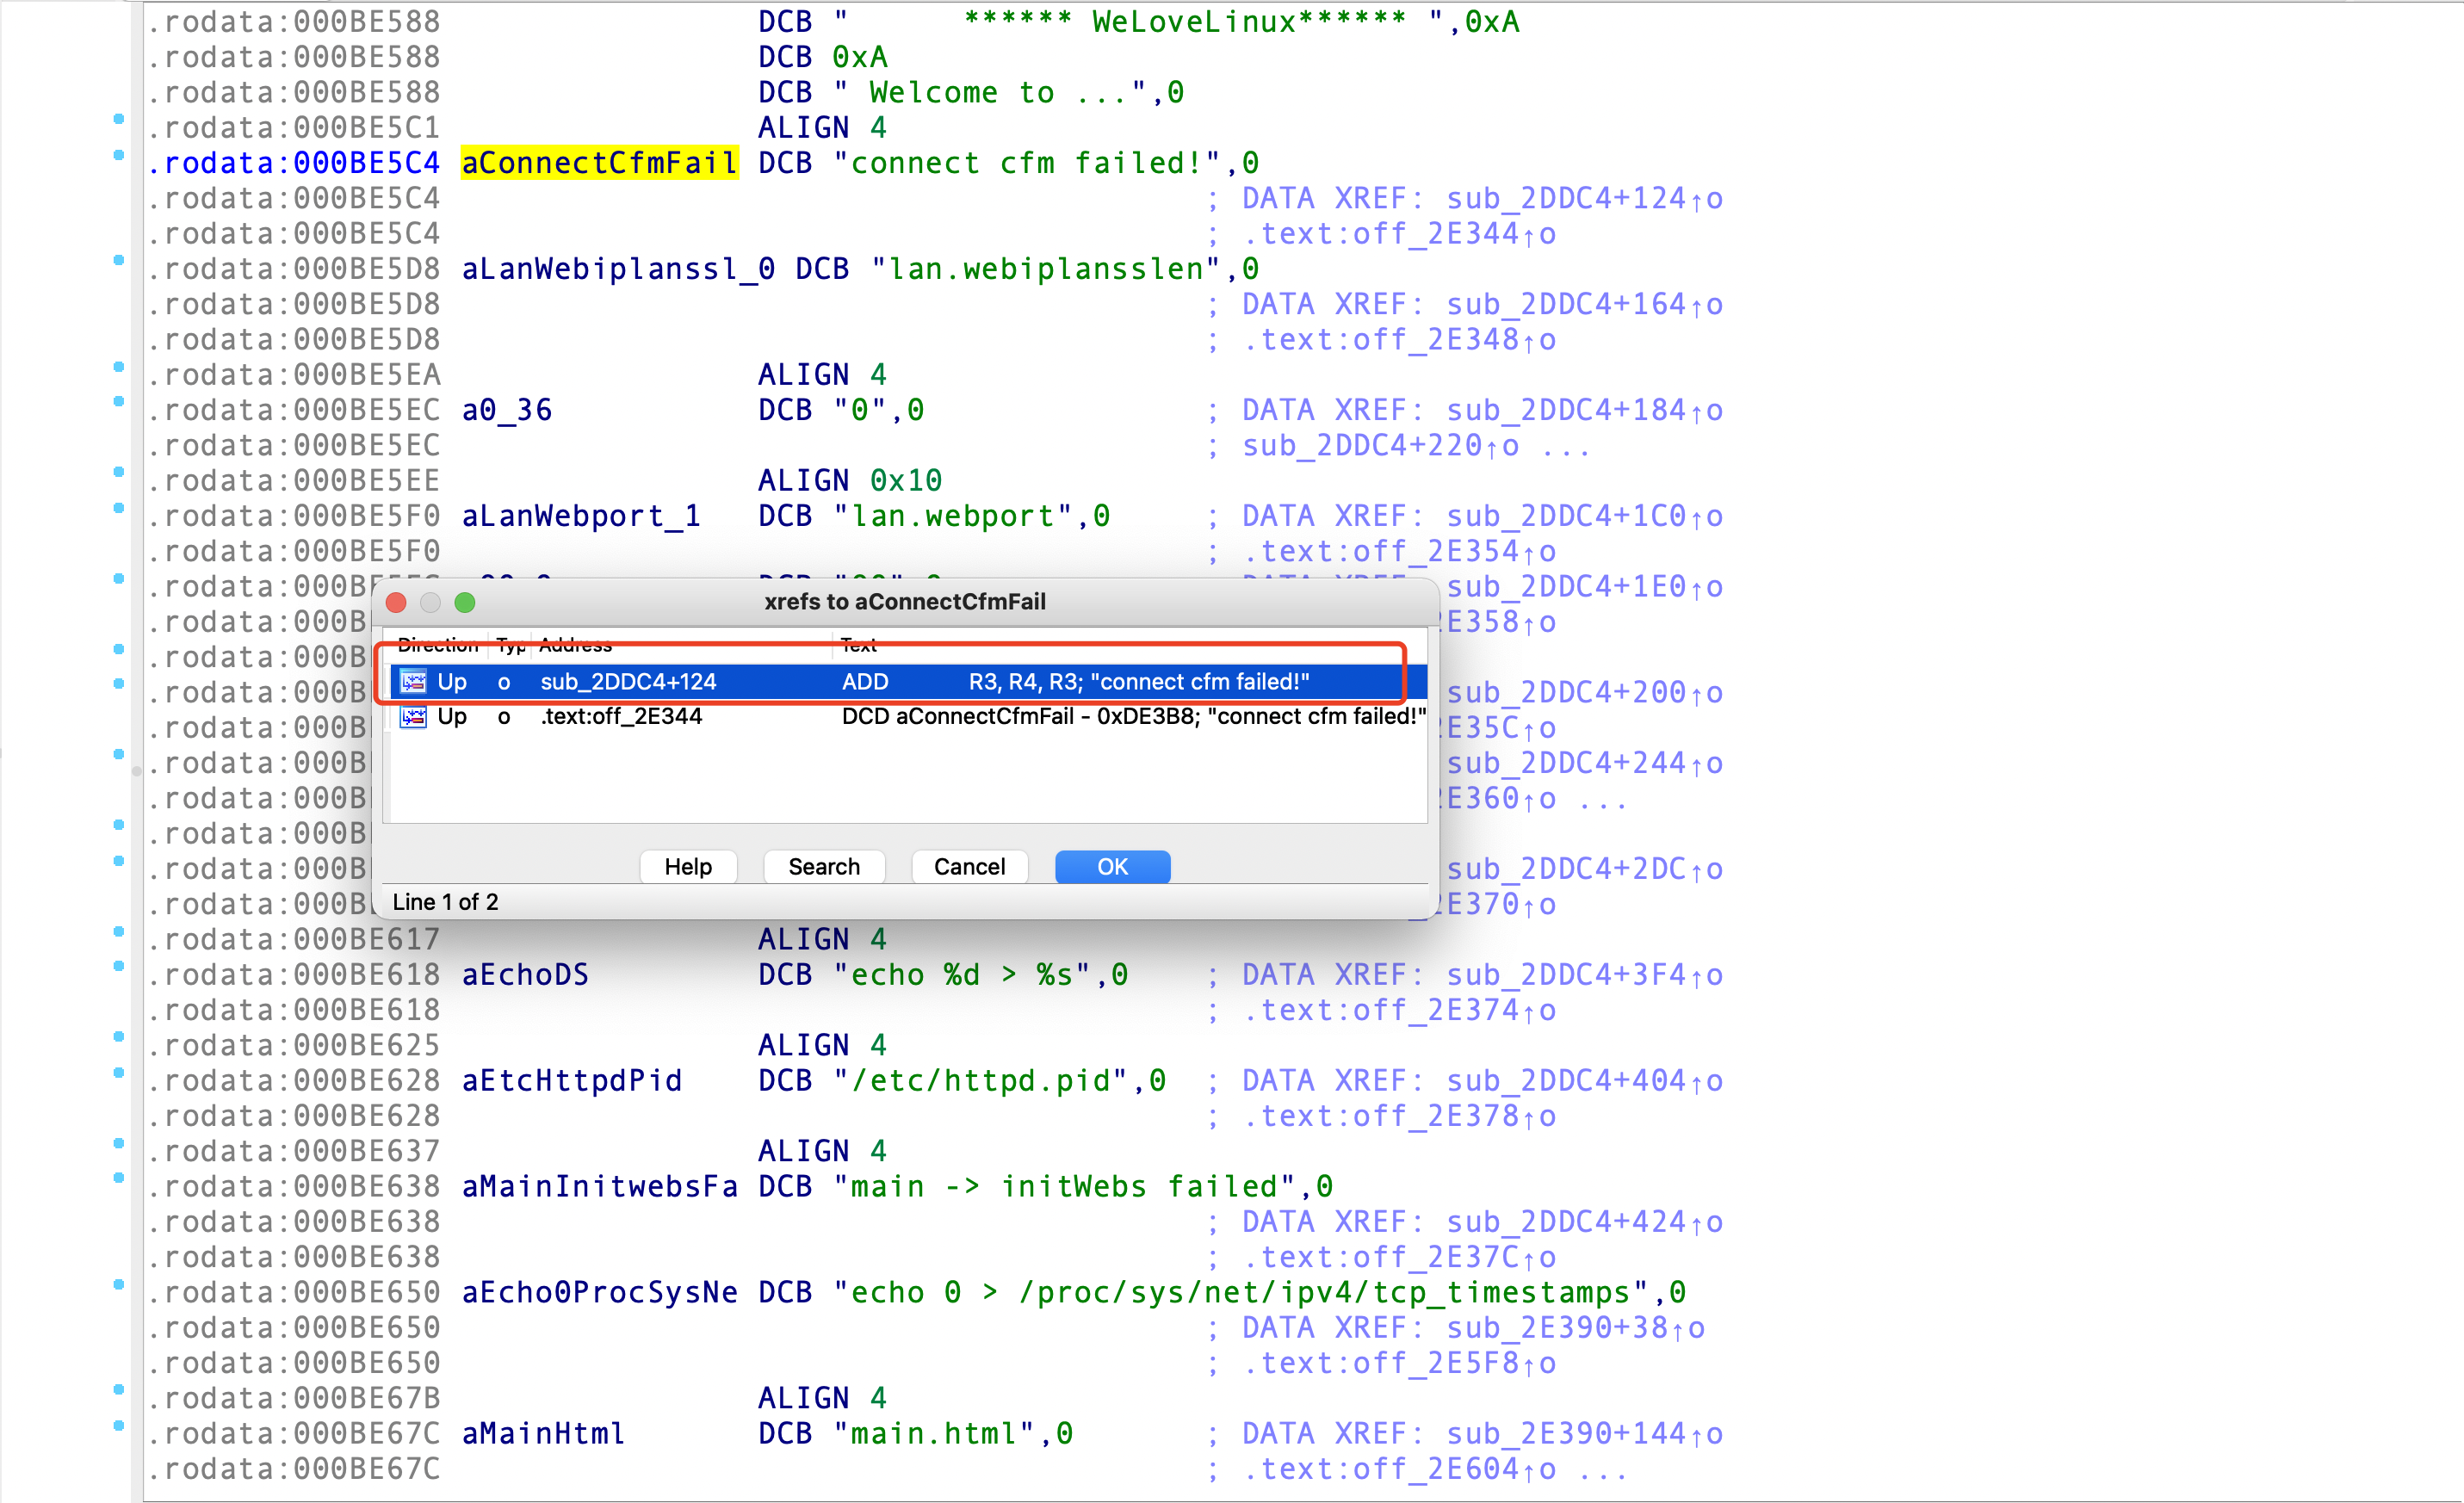 .rodata:000BE588 DCB "      ****** WeLoveLinux****** ",0xA
.rodata:000BE588 DCB 0xA
.rodata:000BE588 DCB " Welcome to ...",0
.rodata:000BE5C1 ALIGN 4
.rodata:000BE5C4 aConnectCfmFail DCB "connect cfm failed!",0
.rodata:000BE5C4 ; DATA XREF: sub_2DDC4+124↑o
.rodata:000BE5C4 ; .text:off_2E344↑o
.rodata:000BE5D8 aLanWebiplanssl_0 DCB "lan.webiplansslen",0
.rodata:000BE5D8 ; DATA XREF: sub_2DDC4+164↑o
.rodata:000BE5D8 ; .text:off_2E348↑o
.rodata:000BE5EA ALIGN 4
.rodata:000BE5EC a0_36 DCB "0",0 ; DATA XREF: sub_2DDC4+184↑o
.rodata:000BE5EC ; sub_2DDC4+220↑o ...
.rodata:000BE5EE ALIGN 0x10
.rodata:000BE5F0 aLanWebport_1 DCB "lan.webport",0 ; DATA XREF: sub_2DDC4+1C0↑o
.rodata:000BE5F0 ; .text:off_2E354↑o
.rodata:000B sub_2DDC4+1E0↑o
xrefs to aConnectCfmFail
.rodata:000B E358↑o
Direction Typ Address Text
.rodata:000B
Up o sub_2DDC4+124 ADD R3, R4, R3; "connect cfm failed!"
.rodata:000B sub_2DDC4+200↑o
Up o .text:off_2E344 DCD aConnectCfmFail - 0xDE3B8; "connect cfm failed!"
.rodata:000B E35C↑o
.rodata:000B sub_2DDC4+244↑o
.rodata:000B E360↑o ...
.rodata:000B
.rodata:000B sub_2DDC4+2DC↑o
Help Search Cancel OK
.rodata:000B 2E370↑o
Line 1 of 2
.rodata:000BE617 ALIGN 4
.rodata:000BE618 aEchoDS DCB "echo %d > %s",0 ; DATA XREF: sub_2DDC4+3F4↑o
.rodata:000BE618 ; .text:off_2E374↑o
.rodata:000BE625 ALIGN 4
.rodata:000BE628 aEtcHttpdPid DCB "/etc/httpd.pid",0 ; DATA XREF: sub_2DDC4+404↑o
.rodata:000BE628 ; .text:off_2E378↑o
.rodata:000BE637 ALIGN 4
.rodata:000BE638 aMainInitwebsFa DCB "main -> initWebs failed",0
.rodata:000BE638 ; DATA XREF: sub_2DDC4+424↑o
.rodata:000BE638 ; .text:off_2E37C↑o
.rodata:000BE650 aEcho0ProcSysNe DCB "echo 0 > /proc/sys/net/ipv4/tcp_timestamps",0
.rodata:000BE650 ; DATA XREF: sub_2E390+38↑o
.rodata:000BE650 ; .text:off_2E5F8↑o
.rodata:000BE67B ALIGN 4
.rodata:000BE67C aMainHtml DCB "main.html",0 ; DATA XREF: sub_2E390+144↑o
.rodata:000BE67C ; .text:off_2E604↑o ...